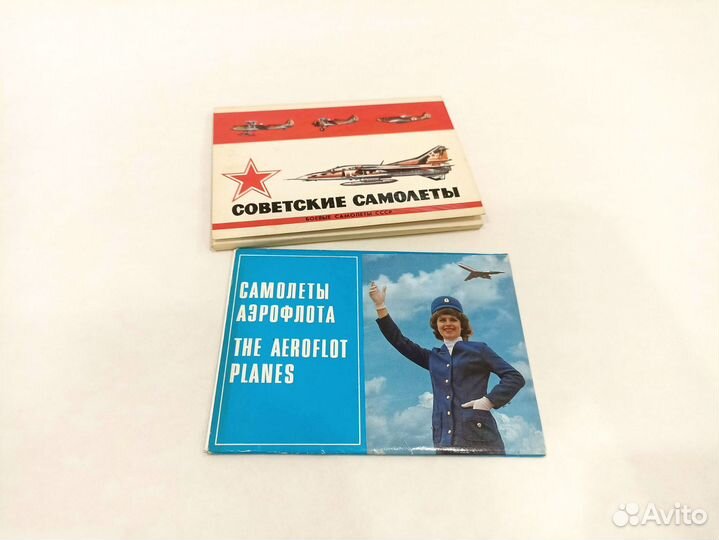 СОВЕТСКИЕ САМОЛЕТЫ
БОЕВЫЕ САМОЛЕТЫ СССР
САМОЛЕТЫ
АЭРОФЛОТА
THE AEROFLOT
PLANES
Avito